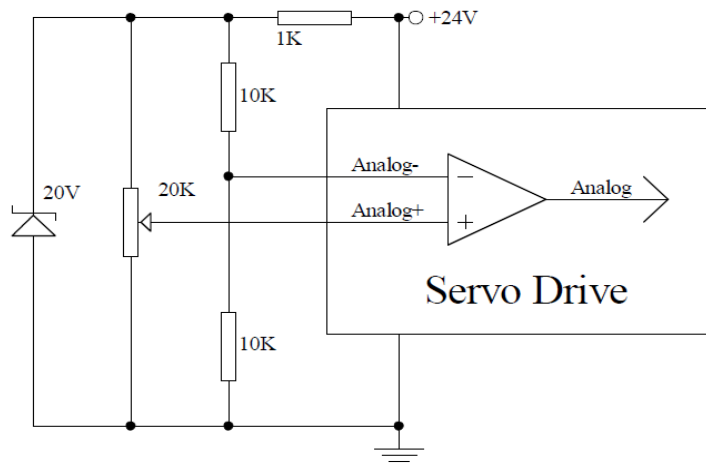 +24V
1K
10K
Analog-
20V
20K
Analog
Analog+
Servo Drive
10K